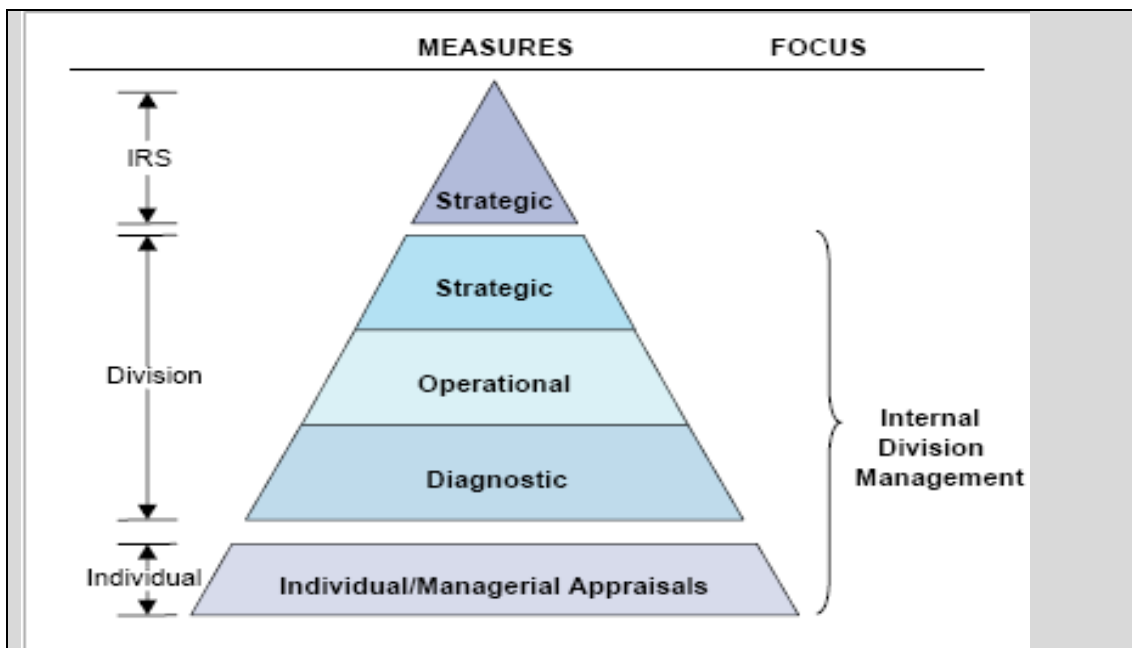 MEASURES FOCUS
IRS
Strategic
Division
Strategic
Operational
Diagnostic
Internal
Division
Management
Individual
Individual/Managerial Appraisals